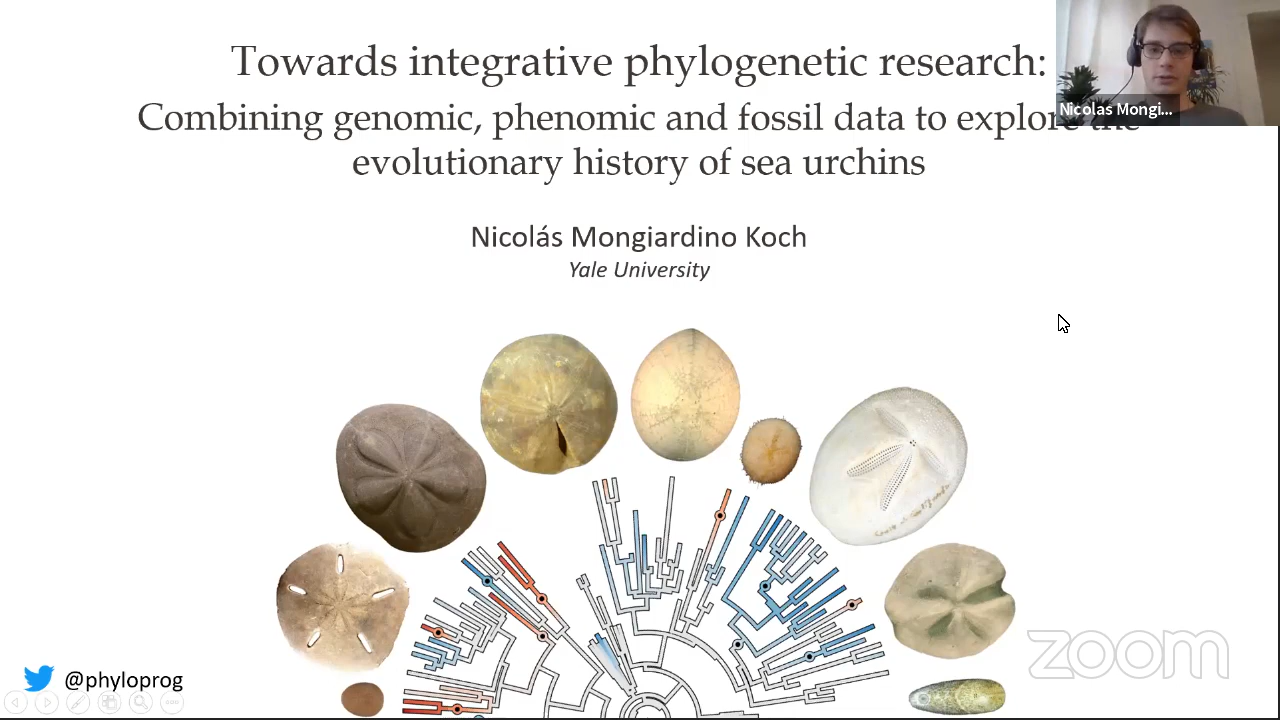 Towards integrative phylogenetic research:
Combining genomic, phenomic and fossil data to explore the
evolutionary history of sea urchins
Nicolas Mongi...
Nicolás Mongiardino Koch
Yale University
@phyloprog
zoom